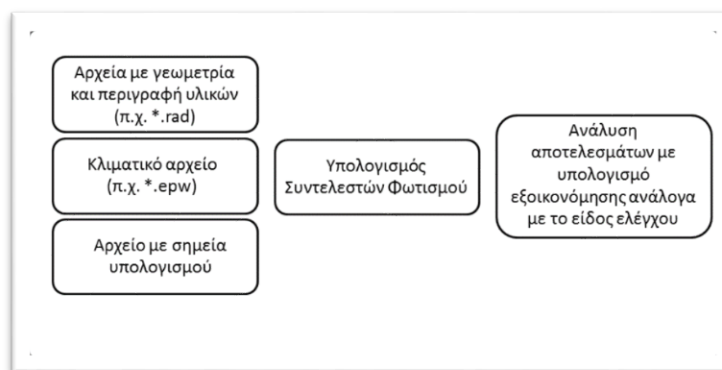 Αρχεία με γεωμετρία
και περιγραφή υλικών
(π.χ. *.rad)
Κλιματικό αρχείο
(π.χ. *.epw)
Αρχείο με σημεία
υπολογισμού
Υπολογισμός
Συντελεστών Φωτισμού
Ανάλυση
αποτελεσμάτων με
υπολογισμό
εξοικονόμησης ανάλογα
με το είδος ελέγχου